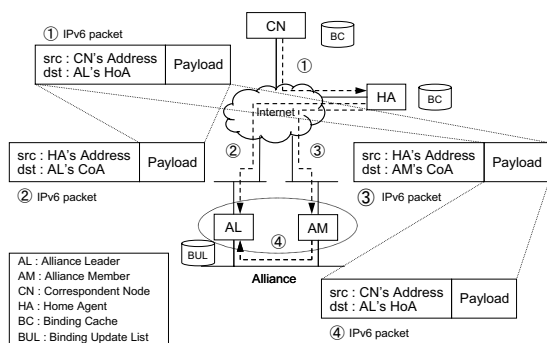 ① IPv6 packet
src : CN's Address
dst : AL's HoA
Payload
CN
BC
①
HA
BC
Internet
②
③
src : HA's Address
dst : AL's CoA
Payload
② IPv6 packet
src : HA's Address
dst : AM's CoA
Payload
③ IPv6 packet
AL
AM
④
BUL
Alliance
AL : Alliance Leader
AM : Alliance Member
CN : Correspondent Node
HA : Home Agent
BC : Binding Cache
BUL : Binding Update List
src : CN's Address
dst : AL's HoA
Payload
④ IPv6 packet